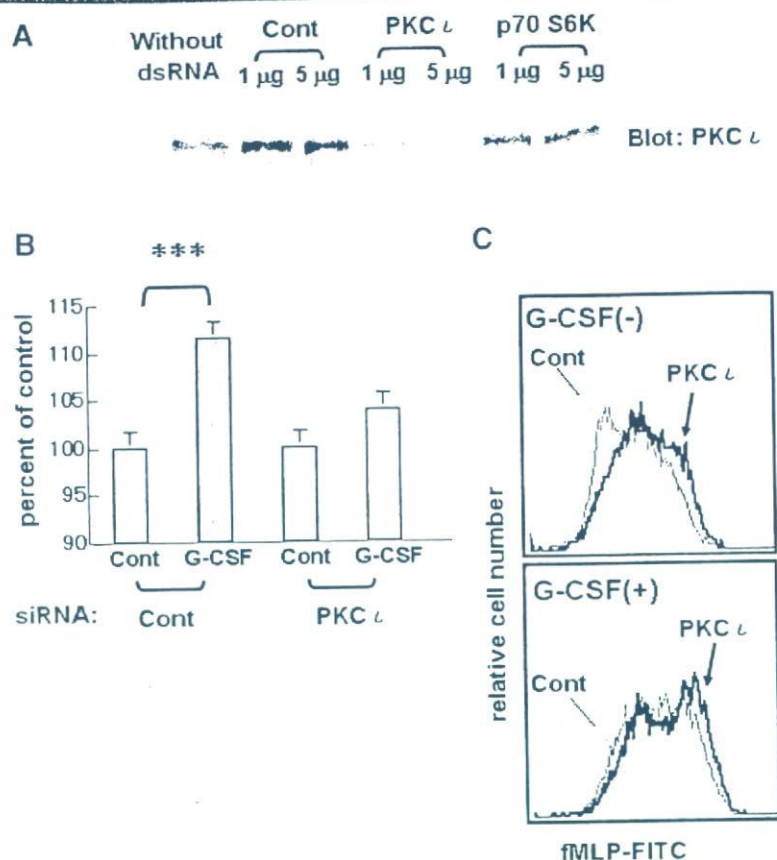 A
Without dsRNA
Cont
PKC ι
p70 S6K
1 µg 5 µg
1 µg 5 µg
1 µg 5 µg
Blot: PKC ι
B
***
percent of control
115
110
105
100
95
90
Cont G-CSF Cont G-CSF
siRNA: Cont PKC ι
C
G-CSF(-)
Cont
PKC ι
G-CSF(+)
PKC ι
Cont
relative cell number
fMLP-FITC